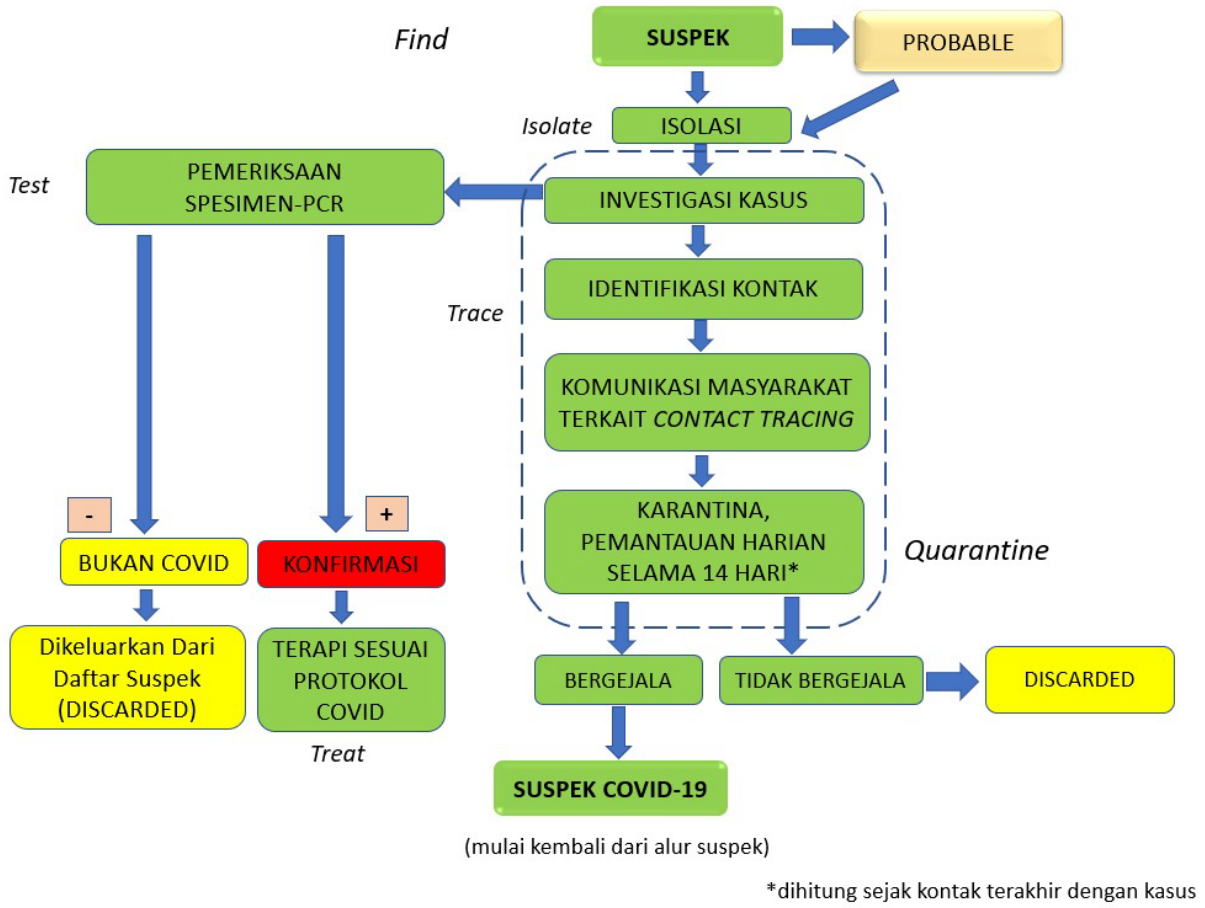 Find
SUSPEK
PROBABLE
Isolate
ISOLASI
Test
PEMERIKSAAN
SPESIMEN-PCR
INVESTIGASI KASUS
IDENTIFIKASI KONTAK
Trace
KOMUNIKASI MASYARAKAT
TERKAIT CONTACT TRACING
KARANTINA,
PEMANTAUAN HARIAN
SELAMA 14 HARI*
Quarantine
-
+
BUKAN COVID
KONFIRMASI
Dikeluarkan Dari
Daftar Suspek
(DISCARDED)
TERAPI SESUAI
PROTOKOL
COVID
Treat
BERGEJALA
TIDAK BERGEJALA
DISCARDED
SUSPEK COVID-19
(mulai kembali dari alur suspek)
*dihitung sejak kontak terakhir dengan kasus